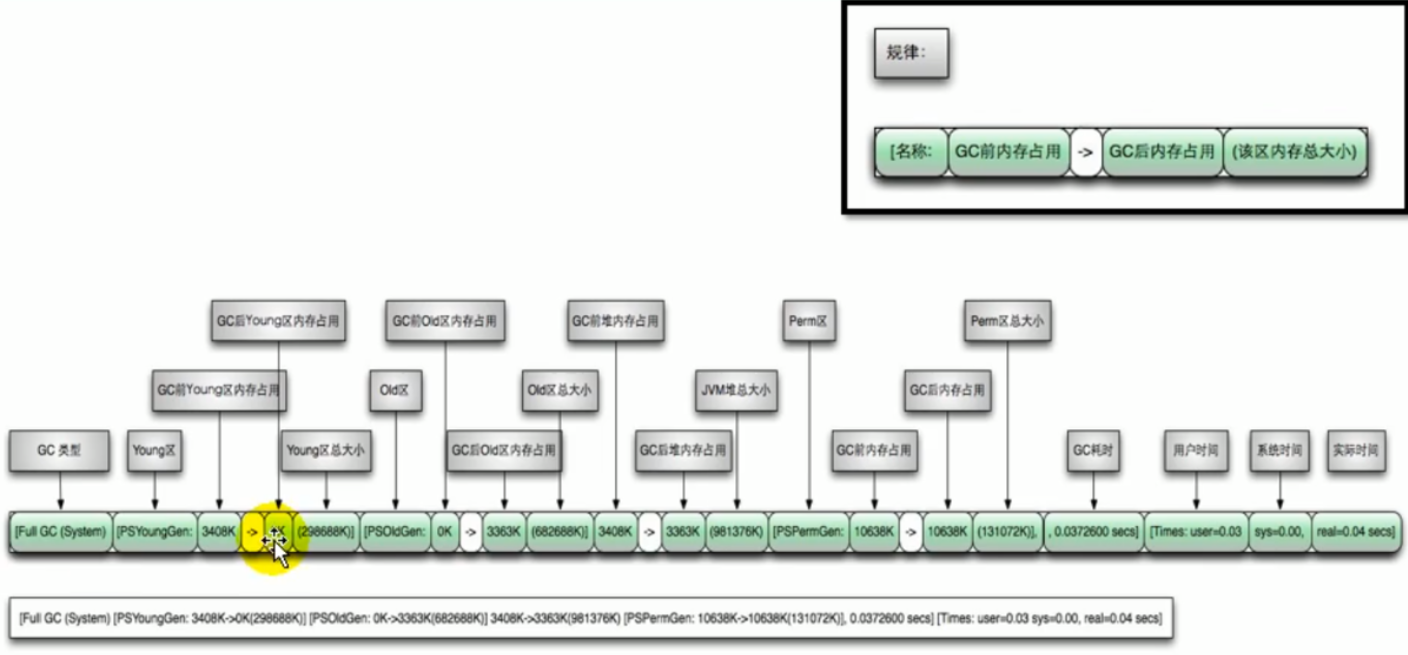 规律:
[名称: GC前内存占用 -> GC后内存占用 (该区内存总大小)
GC后Young区内存占用 GC前Old区内存占用 GC前堆内存占用 Perm区 Perm区总大小
GC前Young区内存占用 Old区 Old区总大小 JVM堆总大小 GC后内存占用
GC 类型 Young区 Young区总大小 GC后Old区内存占用 GC后堆内存占用 GC前内存占用 GC耗时 用户时间 系统时间 实际时间
[Full GC (System) [PSYoungGen: 3408K -> (298688K)] [PSOldGen: 0K -> 3363K (682688K)] 3408K -> 3363K (981376K) [PSPermGen: 10638K -> 10638K (131072K)], , 0.0372600 secs] [Times: user=0.03 sys=0.00, real=0.04 secs]
[Full GC (System) [PSYoungGen: 3408K->0K(298688K)] [PSOldGen: 0K->3363K(682688K)] 3408K->3363K(981376K) [PSPermGen: 10638K->10638K(131072K)], 0.0372600 secs] [Times: user=0.03 sys=0.00, real=0.04 secs]